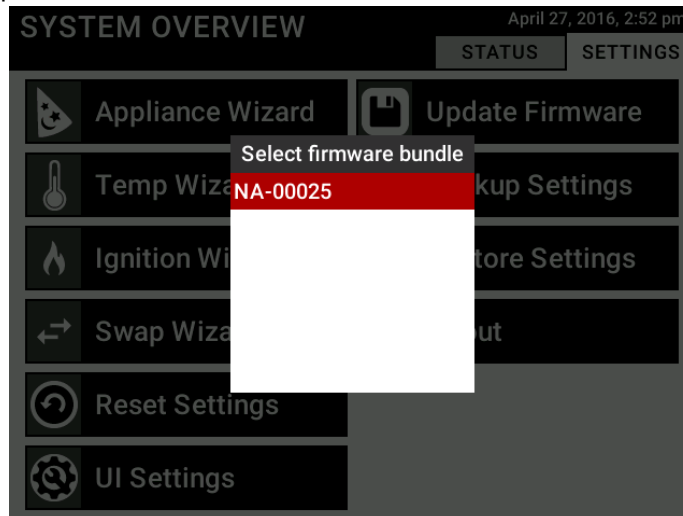 SYSTEM OVERVIEW
April 27, 2016, 2:52 pm
STATUS
SETTINGS
Appliance Wizard
Update Firmware
Select firmware bundle
NA-00025
Temp Wiza
kup Settings
Ignition Wi
tore Settings
Swap Wiza
ut
Reset Settings
UI Settings